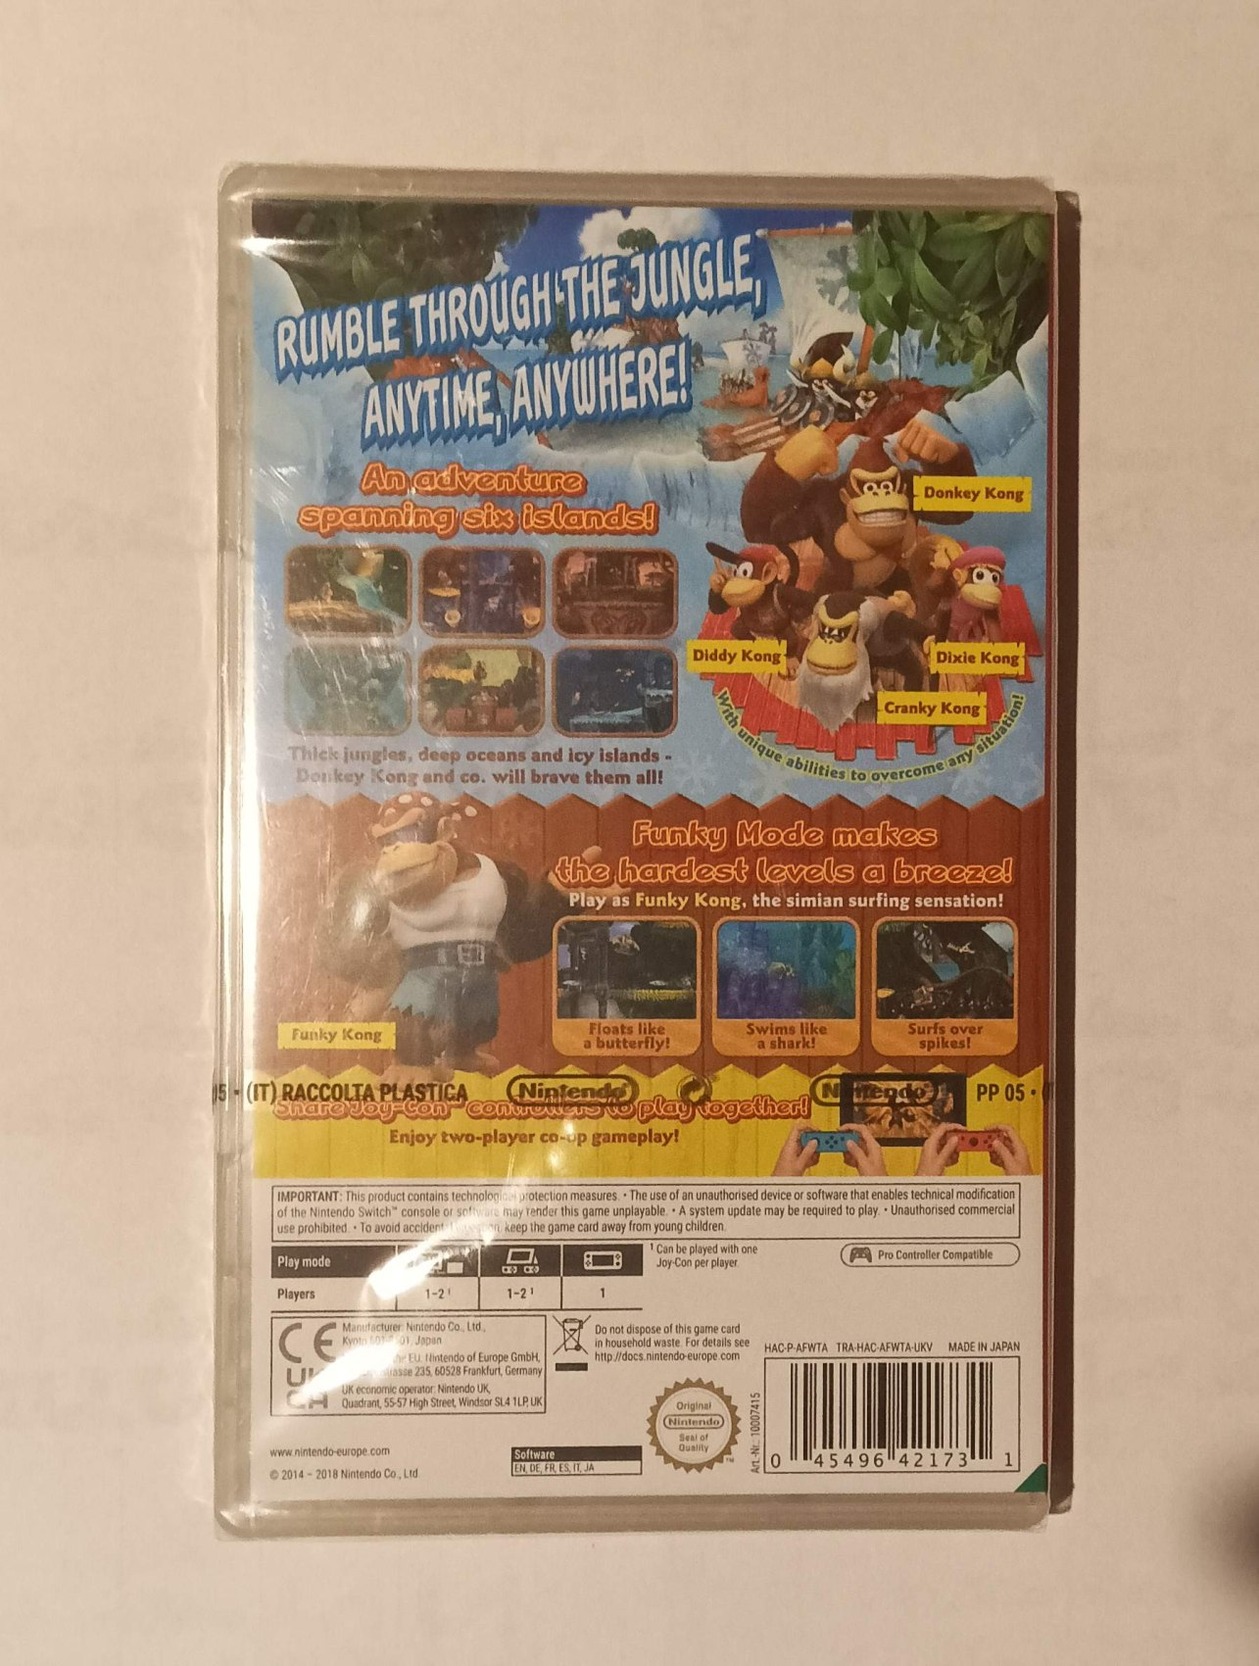 RUMBLE THROUGH THE JUNGLE,
ANYTIME, ANYWHERE!
An adventure
spanning six islands!
Donkey Kong
Diddy Kong
Dixie Kong
Cranky Kong
With unique abilities to overcome any situation!
Thick jungles, deep oceans and icy islands -
Donkey Kong and co. will brave them all!
Funky Mode makes
the hardest levels a breeze!
Play as Funky Kong, the simian surfing sensation!
Funky Kong
Floats like
a butterfly!
Swims like
a shark!
Surfs over
spikes!
05 • (IT) RACCOLTA PLASTICA Nintendo Nintendo PP 05 •
Share Joy-Con™ controllers to play together!
Enjoy two-player co-op gameplay!
IMPORTANT: This product contains technological protection measures. • The use of an unauthorised device or software that enables technical modification
of the Nintendo Switch™ console or software may render this game unplayable. • A system update may be required to play. • Unauthorised commercial
use prohibited. • To avoid accidental keep the game card away from young children.
Play mode
Players 1-2¹ 1-2¹ 1
¹ Can be played with one
Joy-Con per player.
Pro Controller Compatible
CE
UK
CA
Manufacturer: Nintendo Co., Ltd.,
Kyoto Japan
EU: Nintendo of Europe GmbH,
235, 60528 Frankfurt, Germany
UK economic operator: Nintendo UK,
Quadrant, 55-57 High Street, Windsor SL4 1LP, UK
Do not dispose of this game card
in household waste. For details see
http://docs.nintendo-europe.com
HAC-P-AFWTA TRA-HAC-AFWTA-UKV MADE IN JAPAN
Original
Nintendo
Seal of
Quality
™
Art.-Nr.: 10007415
0 45496 42173 1
www.nintendo-europe.com
© 2014 – 2018 Nintendo Co., Ltd.
Software
EN, DE, FR, ES, IT, JA